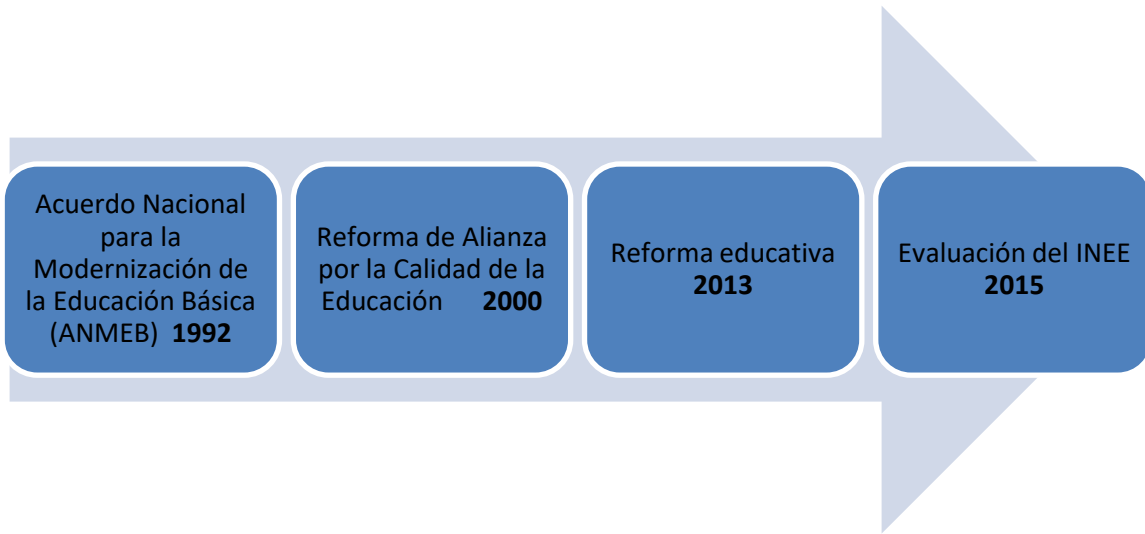 Acuerdo Nacional
para la
Modernización de
la Educación Básica
(ANMEB) 1992
Reforma de Alianza
por la Calidad de la
Educación 2000
Reforma educativa
2013
Evaluación del INEE
2015